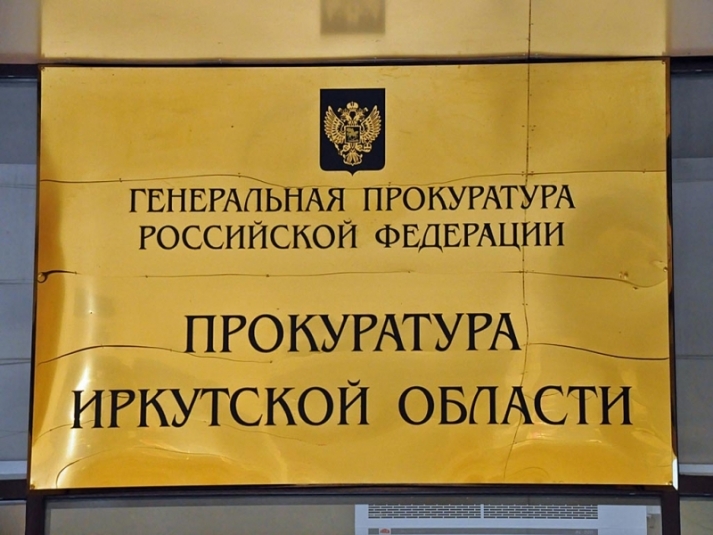 ГЕНЕРАЛЬНАЯ ПРОКУРАТУРА
РОССИЙСКОЙ ФЕДЕРАЦИИ
ПРОКУРАТУРА
ИРКУТСКОЙ ОБЛАСТИ